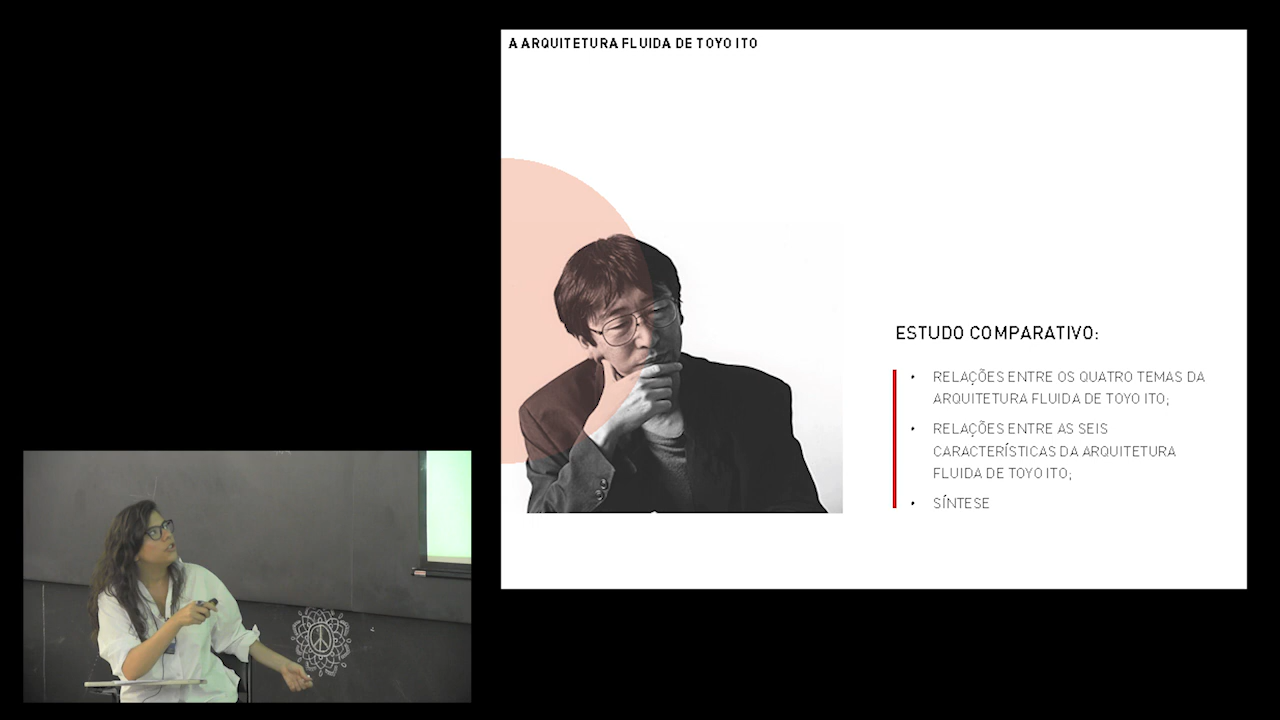 A ARQUITETURA FLUIDA DE TOYO ITO
ESTUDO COMPARATIVO:
• RELAÇÕES ENTRE OS QUATRO TEMAS DA
ARQUITETURA FLUIDA DE TOYO ITO;
• RELAÇÕES ENTRE AS SEIS
CARACTERÍSTICAS DA ARQUITETURA
FLUIDA DE TOYO ITO;
• SÍNTESE